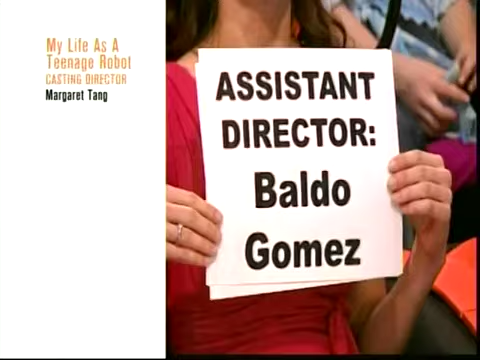 My Life As A
Teenage Robot
CASTING DIRECTOR
Margaret Tang
ASSISTANT
DIRECTOR:
Baldo
Gomez